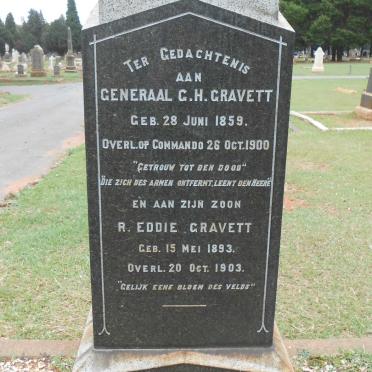 TER GEDACHTENIS
AAN
GENERAAL G.H. GRAVETT
GEB. 28 JUNI 1859.
OVERL. OP COMMANDO 26 OCT. 1900
"GETROUW TOT DEN DOOD"
"DIE ZICH DES ARMEN ONTFERMT, LEENT DEN HEERE"
EN AAN ZIJN ZOON
R. EDDIE GRAVETT
GEB. 15 MEI 1893.
OVERL. 20 OCT. 1903.
"GELIJK EENE BLOEM DES VELDS"